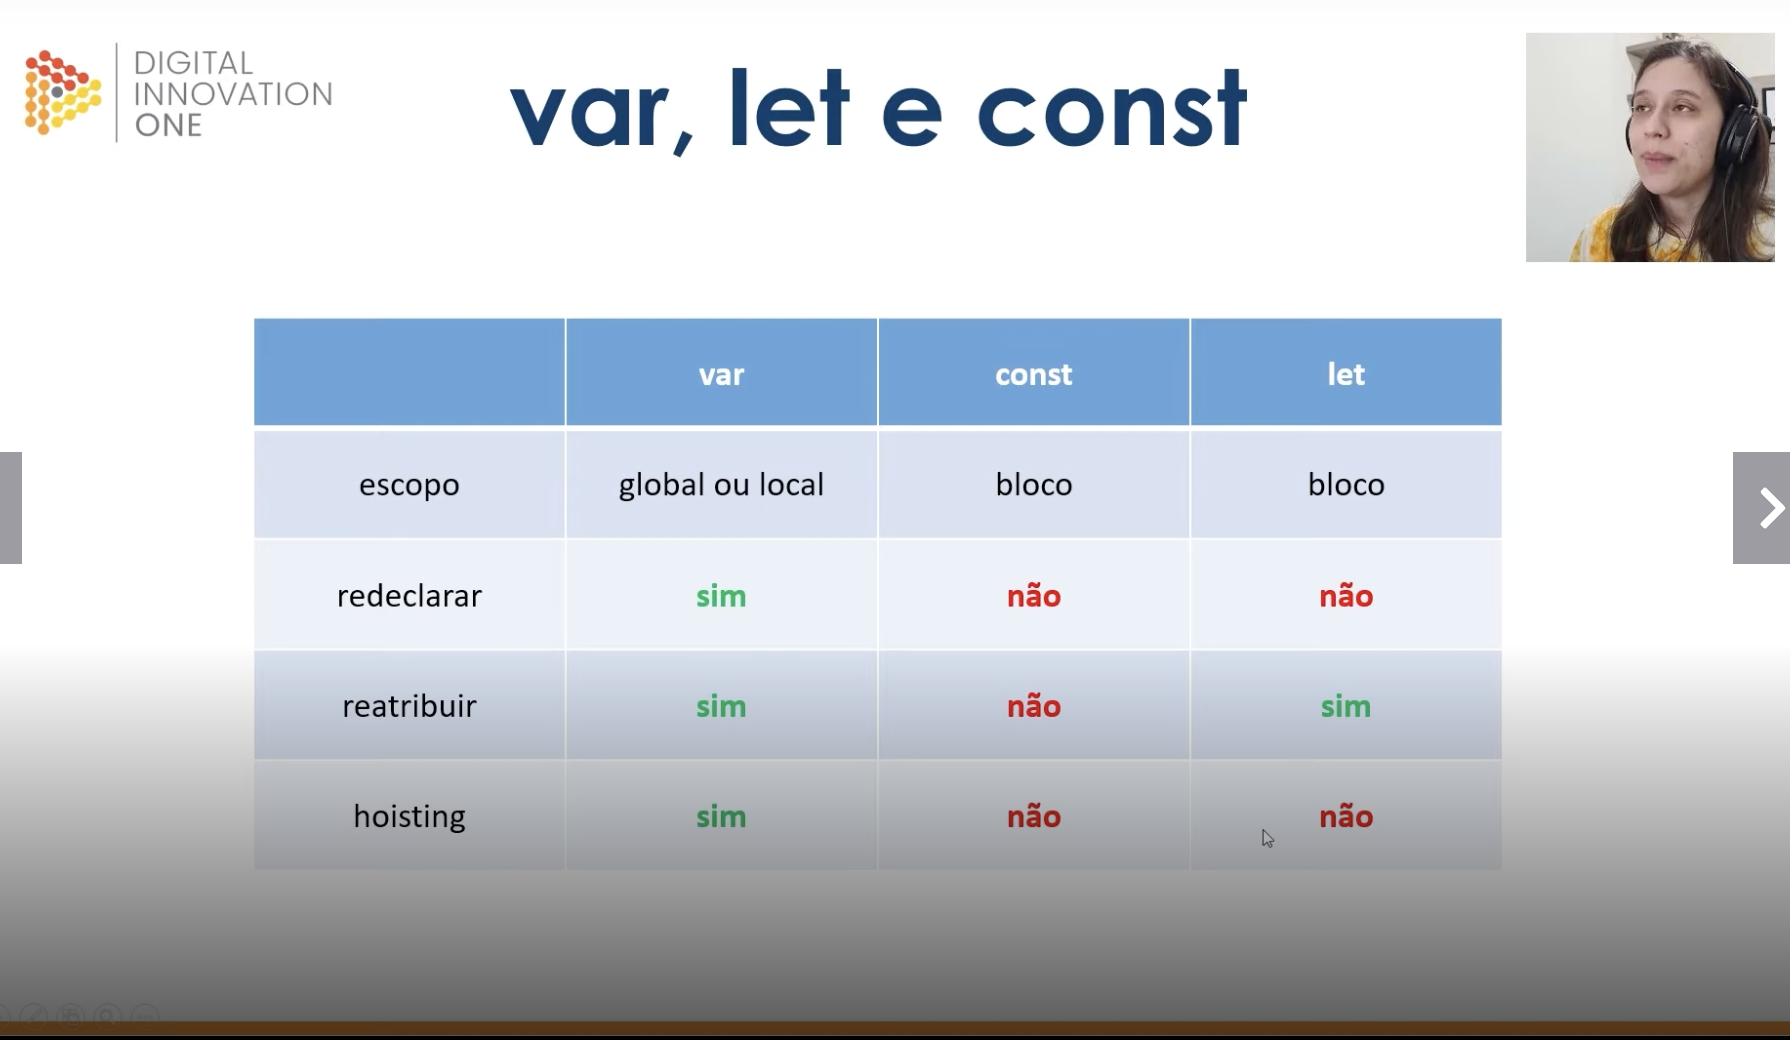 DIGITAL
INNOVATION
ONE
var, let e const
var const let
escopo global ou local bloco bloco
redeclarar sim não não
reatribuir sim não sim
hoisting sim não não